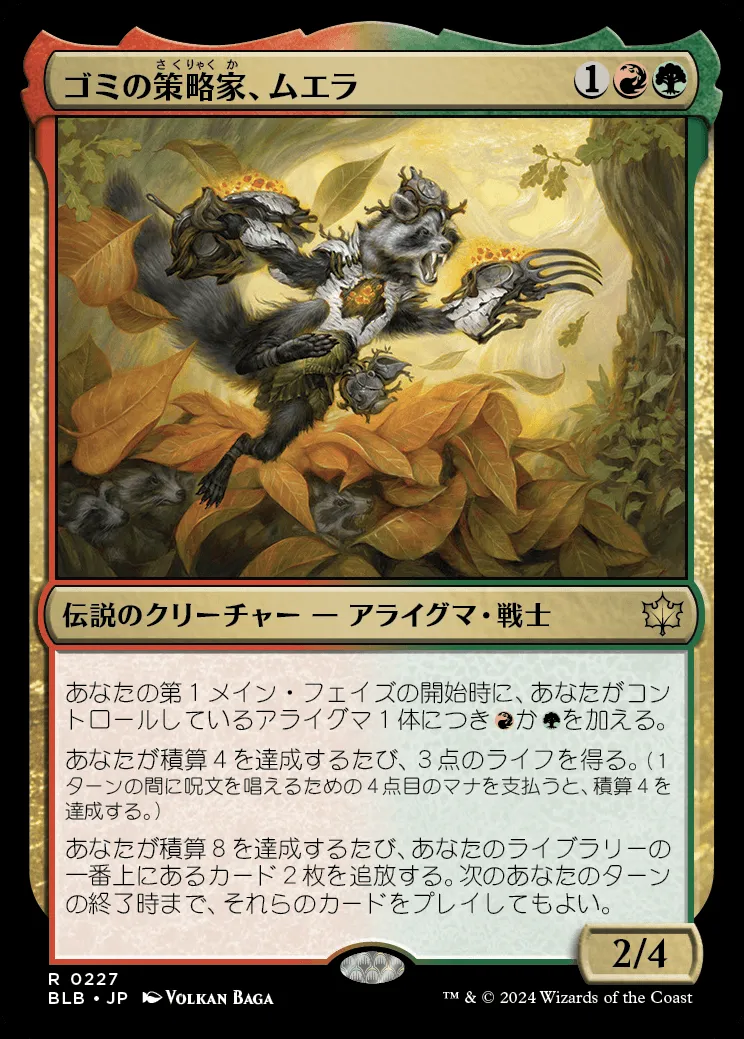 さくりゃくか
ゴミの策略家、ムエラ
1
伝説のクリーチャー — アライグマ・戦士
あなたの第1メイン・フェイズの開始時に、あなたがコン
トロールしているアライグマ1体につきかを加える。
あなたが積算4を達成するたび、3点のライフを得る。(1
ターンの間に呪文を唱えるための4点目のマナを支払うと、積算4を
達成する。)
あなたが積算8を達成するたび、あなたのライブラリーの
一番上にあるカード2枚を追放する。次のあなたのターン
の終了時まで、それらのカードをプレイしてもよい。
2/4
R 0227
BLB • JP VOLKAN BAGA
™ & © 2024 Wizards of the Coast